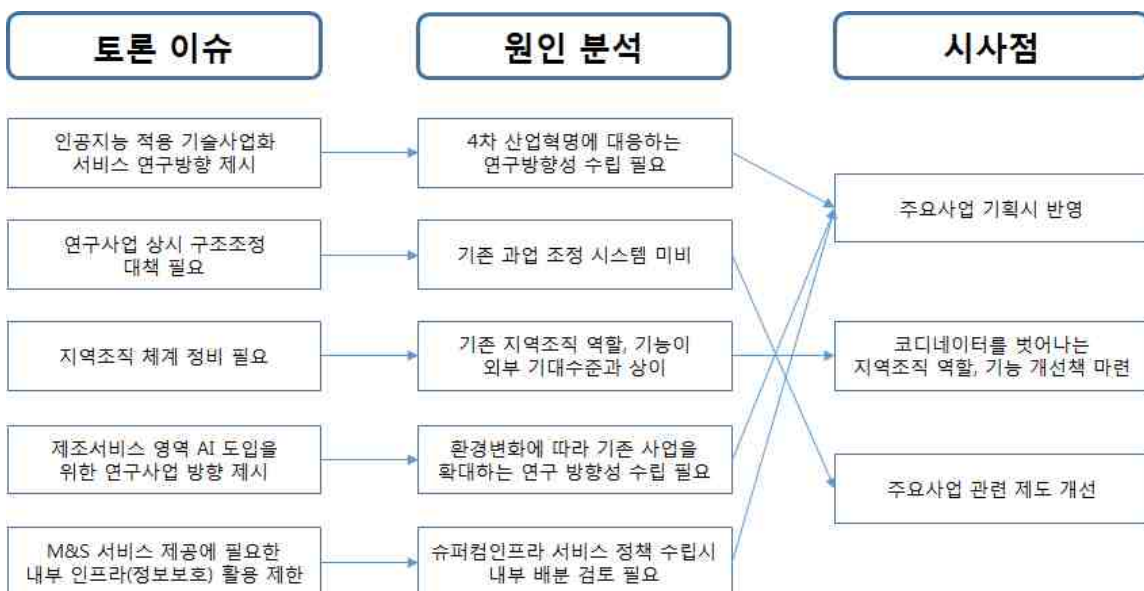 토론 이슈
원인 분석
시사점
인공지능 적용 기술사업화
서비스 연구방향 제시
4차 산업혁명에 대응하는
연구방향성 수립 필요
주요사업 기획시 반영
연구사업 상시 구조조정
대책 필요
기존 과업 조정 시스템 미비
지역조직 체계 정비 필요
기존 지역조직 역할, 기능이
외부 기대수준과 상이
코디네이터를 벗어나는
지역조직 역할, 기능 개선책 마련
제조서비스 영역 AI 도입을
위한 연구사업 방향 제시
환경변화에 따라 기존 사업을
확대하는 연구 방향성 수립 필요
주요사업 관련 제도 개선
M&S 서비스 제공에 필요한
내부 인프라(정보보호) 활용 제한
슈퍼컴인프라 서비스 정책 수립시
내부 배분 검토 필요